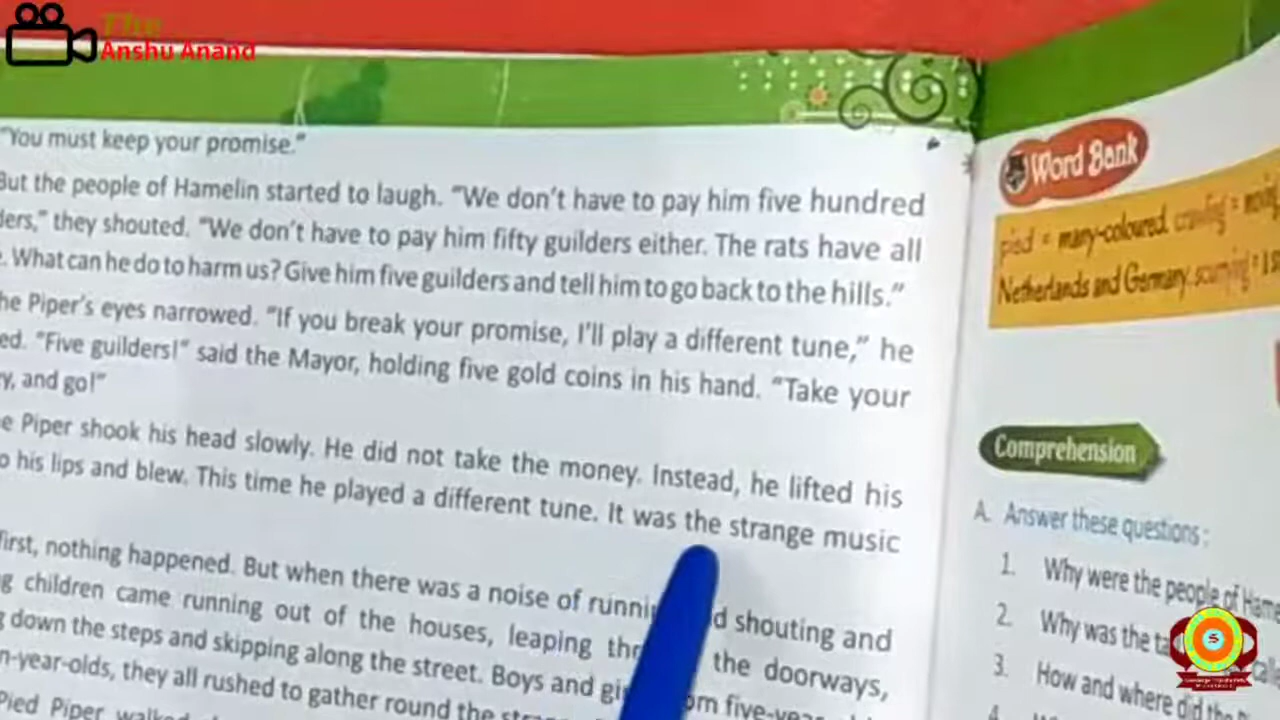 The
Anshu Anand
"You must keep your promise."
But the people of Hamelin started to laugh. "We don't have to pay him five hundred
ders," they shouted. "We don't have to pay him fifty guilders either. The rats have all
. What can he do to harm us? Give him five guilders and tell him to go back to the hills."
he Piper's eyes narrowed. "If you break your promise, I'll play a different tune," he
ed. "Five guilders!" said the Mayor, holding five gold coins in his hand. "Take your
y, and go!"
e Piper shook his head slowly. He did not take the money. Instead, he lifted his
o his lips and blew. This time he played a different tune. It was the strange music
first, nothing happened. But when there was a noise of runni d shouting and
g children came running out of the houses, leaping thr the doorways,
g down the steps and skipping along the street. Boys and gi om five-year
n-year-olds, they all rushed to gather round the
Pied Piper walked
Word Bank
pied = many-coloured. crawling =
Netherlands and Germany. scurrying =
Comprehension
A. Answer these questions :
1. Why were the people of Hame
2. Why was the
3. How and where did the
4.